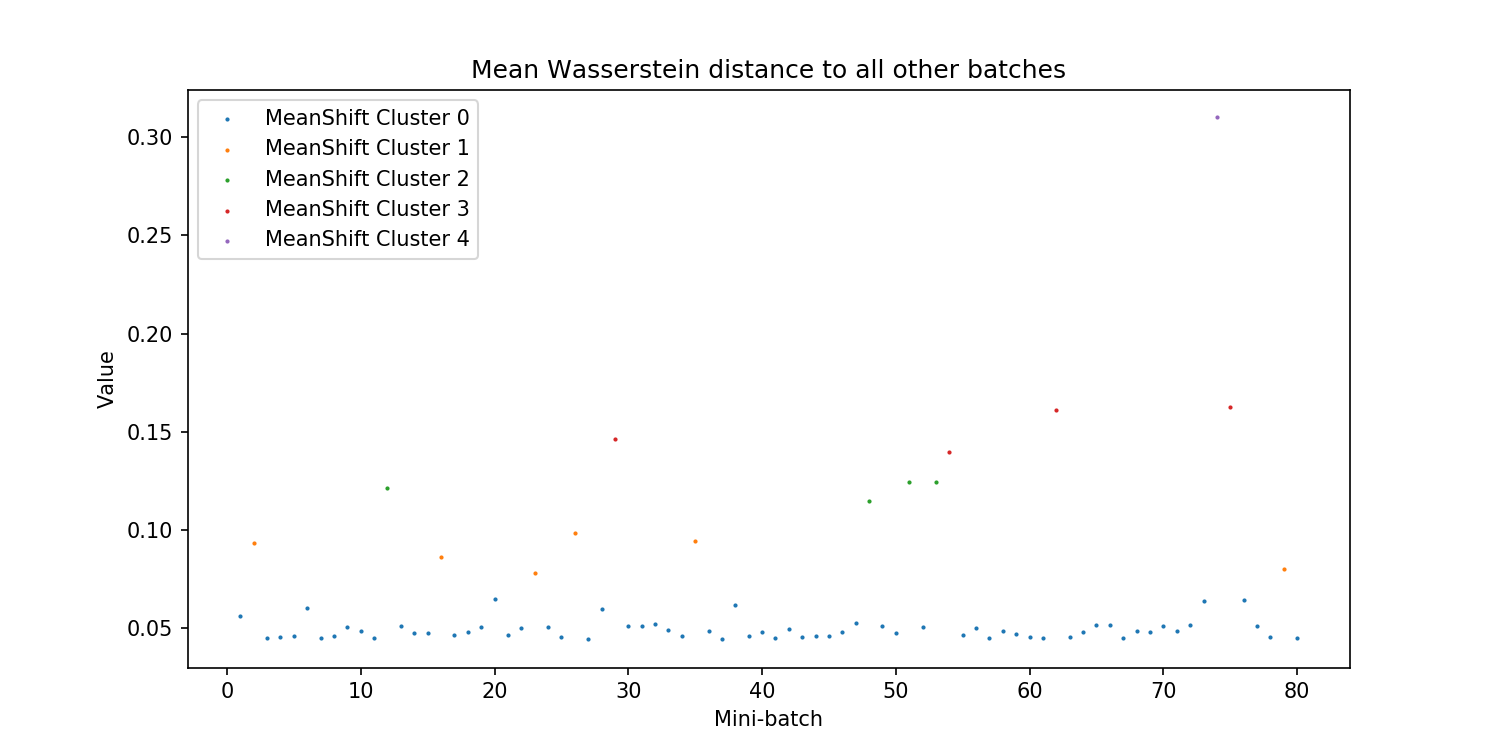 Mean Wasserstein distance to all other batches
MeanShift Cluster 0
MeanShift Cluster 1
MeanShift Cluster 2
MeanShift Cluster 3
MeanShift Cluster 4
0.30
0.25
0.20
0.15
0.10
0.05
Value
0 10 20 30 40 50 60 70 80
Mini-batch